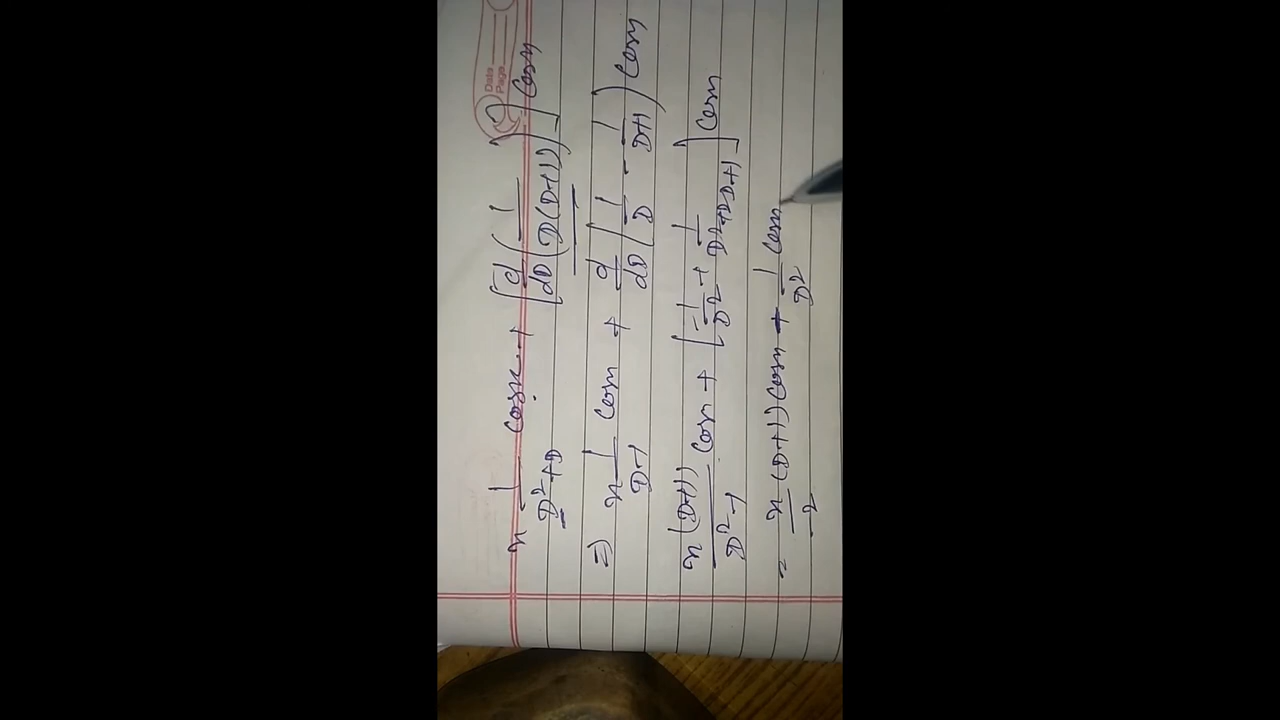 Date
Page
x 1/(D²+D) cosx + [d/dD (1/(D(D+1)))] cosx
=) x 1/(D-1) cosx + d/dD (1/D - 1/(D+1)) cosx
x(D+1)/(D²-1) cosx + [-1/D² + 1/(D²+2D+1)] cosx
= x/2 (D+1) cosx + 1/D² cosx